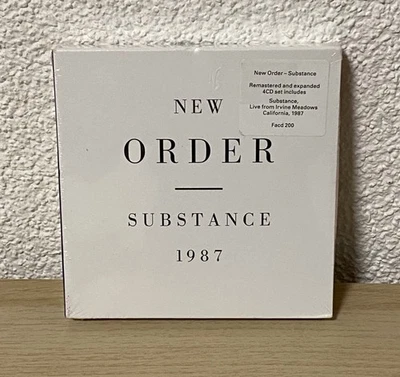 New Order – Substance
Remastered and expanded
4CD set includes
Substance,
Live from Irvine Meadows
California, 1987
Facd 200
NEW
ORDER
SUBSTANCE
1987